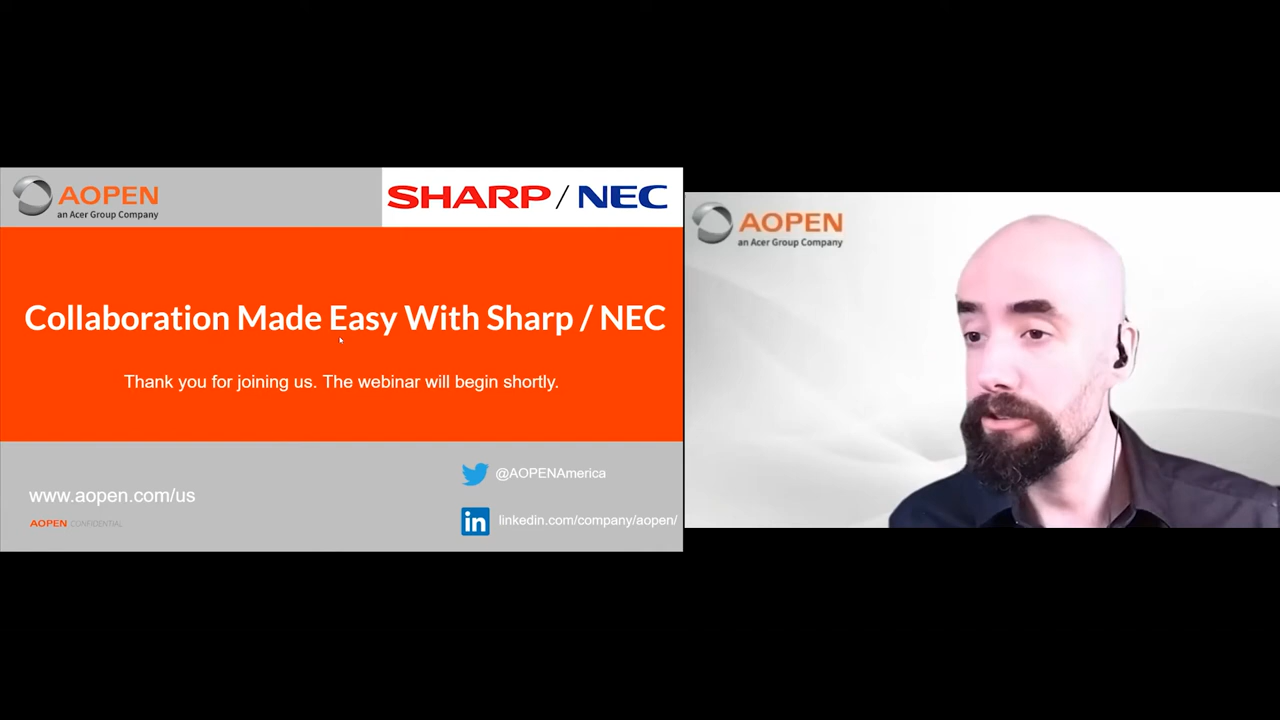 AOPEN
an Acer Group Company
SHARP / NEC
Collaboration Made Easy With Sharp / NEC
Thank you for joining us. The webinar will begin shortly.
@AOPENAmerica
www.aopen.com/us
linkedin.com/company/aopen/
AOPEN CONFIDENTIAL
in
AOPEN
an Acer Group Company